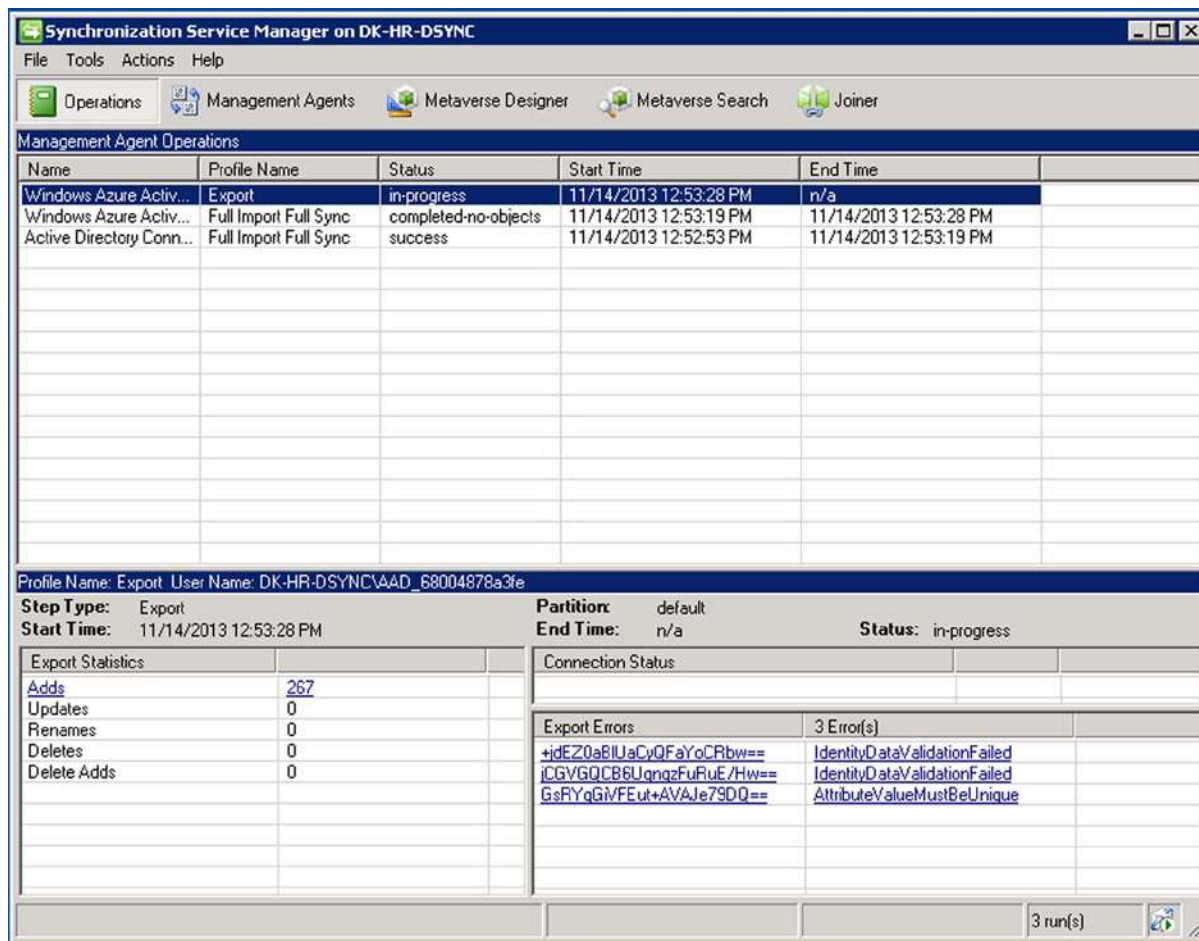 Synchronization Service Manager on DK-HR-DSYNC
File Tools Actions Help
Operations Management Agents Metaverse Designer Metaverse Search Joiner
Management Agent Operations
Name Profile Name Status Start Time End Time
Windows Azure Activ... Export in-progress 11/14/2013 12:53:28 PM n/a
Windows Azure Activ... Full Import Full Sync completed-no-objects 11/14/2013 12:53:19 PM 11/14/2013 12:53:28 PM
Active Directory Conn... Full Import Full Sync success 11/14/2013 12:52:53 PM 11/14/2013 12:53:19 PM
Profile Name: Export User Name: DK-HR-DSYNC\AAD_68004878a3fe
Step Type: Export Partition: default
Start Time: 11/14/2013 12:53:28 PM End Time: n/a Status: in-progress
Export Statistics
Adds 267
Updates 0
Renames 0
Deletes 0
Delete Adds 0
Connection Status
Export Errors 3 Error(s)
+jdEZ0aBlUaCyQFaYoCRbw== IdentityDataValidationFailed
jCGVGQCB6UqnqzFuRuE/Hw== IdentityDataValidationFailed
GsRYqGiVFEut+AVAJe79DQ== AttributeValueMustBeUnique
3 run(s)